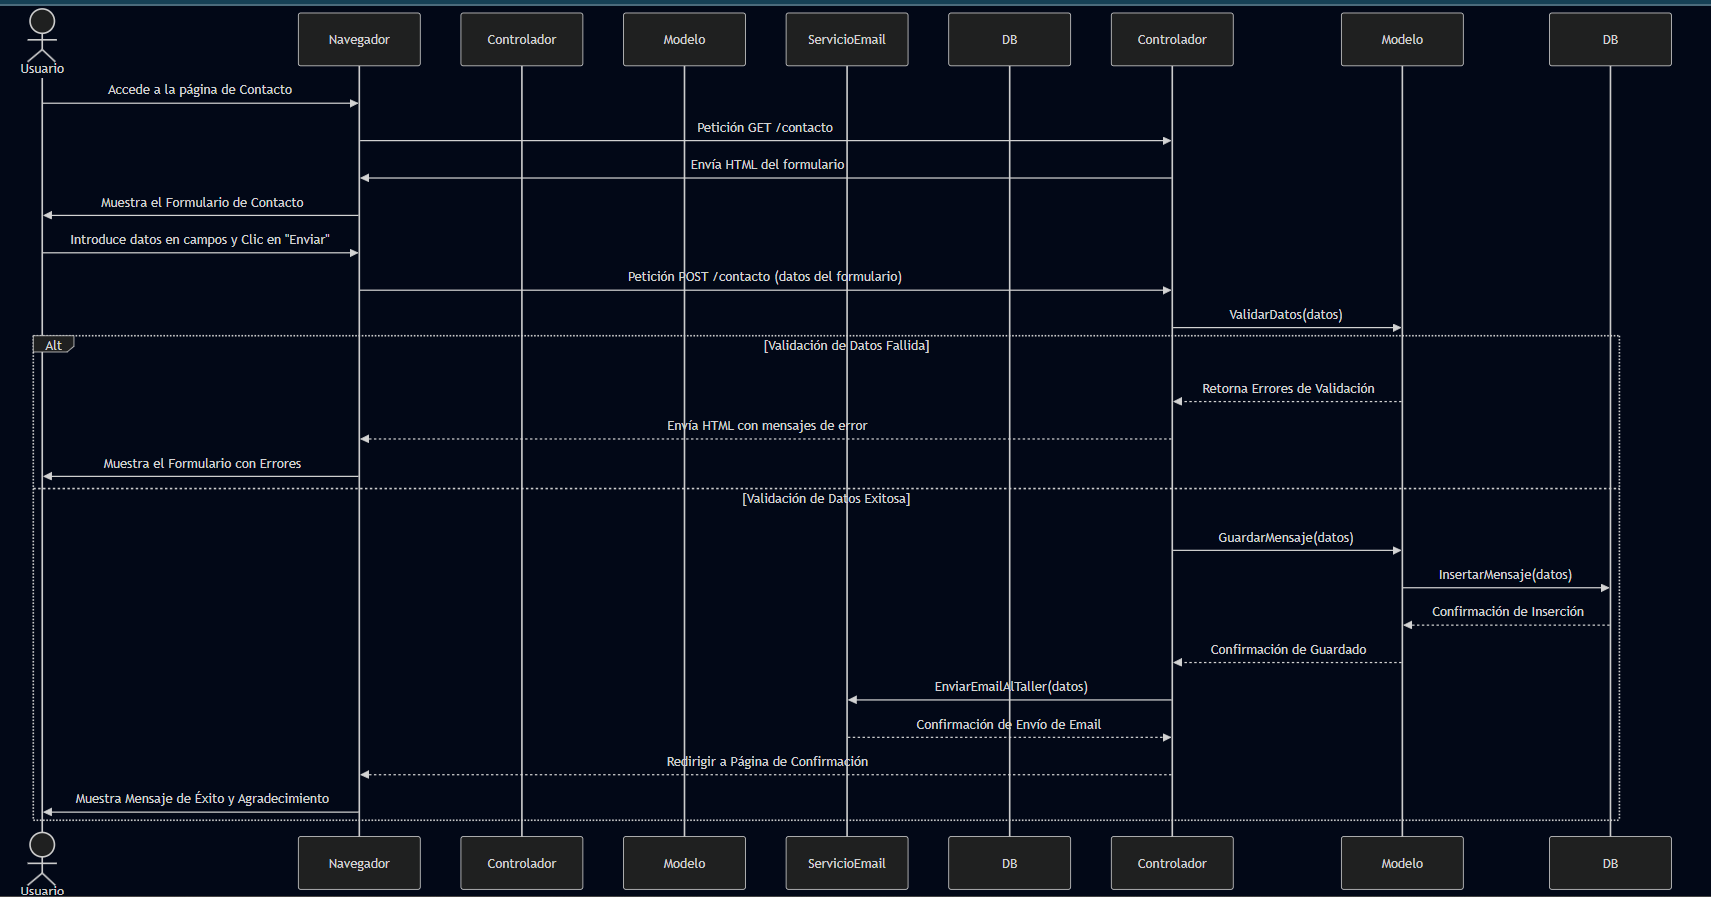 Usuario
Navegador
Controlador
Modelo
ServicioEmail
DB
Controlador
Modelo
DB
Accede a la página de Contacto
Petición GET /contacto
Envía HTML del formulario
Muestra el Formulario de Contacto
Introduce datos en campos y Clic en "Enviar"
Petición POST /contacto (datos del formulario)
ValidarDatos(datos)
Alt
[Validación de Datos Fallida]
Retorna Errores de Validación
Envía HTML con mensajes de error
Muestra el Formulario con Errores
[Validación de Datos Exitosa]
GuardarMensaje(datos)
InsertarMensaje(datos)
Confirmación de Inserción
Confirmación de Guardado
EnviarEmailAlTaller(datos)
Confirmación de Envío de Email
Redirigir a Página de Confirmación
Muestra Mensaje de Éxito y Agradecimiento
Usuario
Navegador
Controlador
Modelo
ServicioEmail
DB
Controlador
Modelo
DB